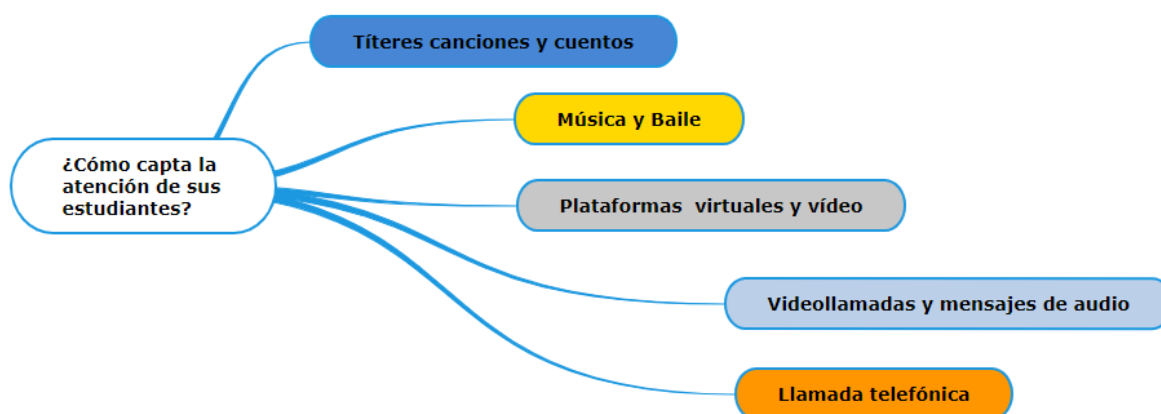 Títeres canciones y cuentos
Música y Baile
¿Cómo capta la
atención de sus
estudiantes?
Plataformas virtuales y vídeo
Videollamadas y mensajes de audio
Llamada telefónica